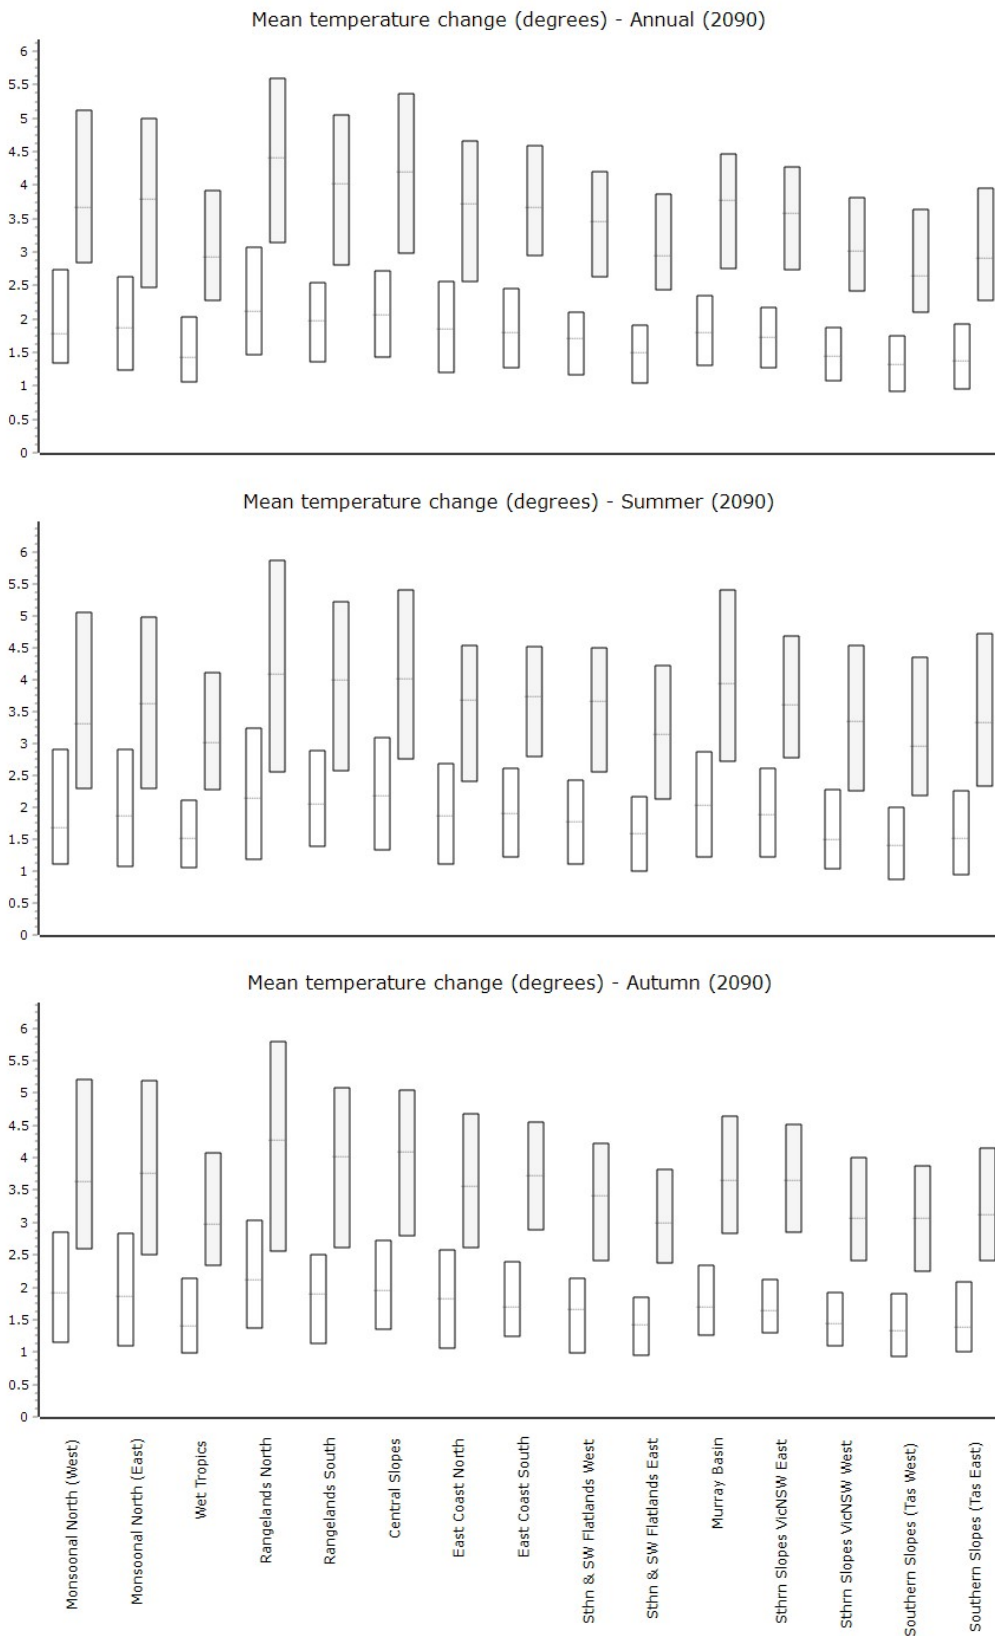 Mean temperature change (degrees) - Annual (2090)
6
5.5
5
4.5
4
3.5
3
2.5
2
1.5
1
0.5
0
Mean temperature change (degrees) - Summer (2090)
6
5.5
5
4.5
4
3.5
3
2.5
2
1.5
1
0.5
0
Mean temperature change (degrees) - Autumn (2090)
6
5.5
5
4.5
4
3.5
3
2.5
2
1.5
1
0.5
0
Monsoonal North (West)
Monsoonal North (East)
Wet Tropics
Rangelands North
Rangelands South
Central Slopes
East Coast North
East Coast South
Sthn & SW Flatlands West
Sthn & SW Flatlands East
Murray Basin
Sthrn Slopes VicNSW East
Sthrn Slopes VicNSW West
Southern Slopes (Tas West)
Southern Slopes (Tas East)